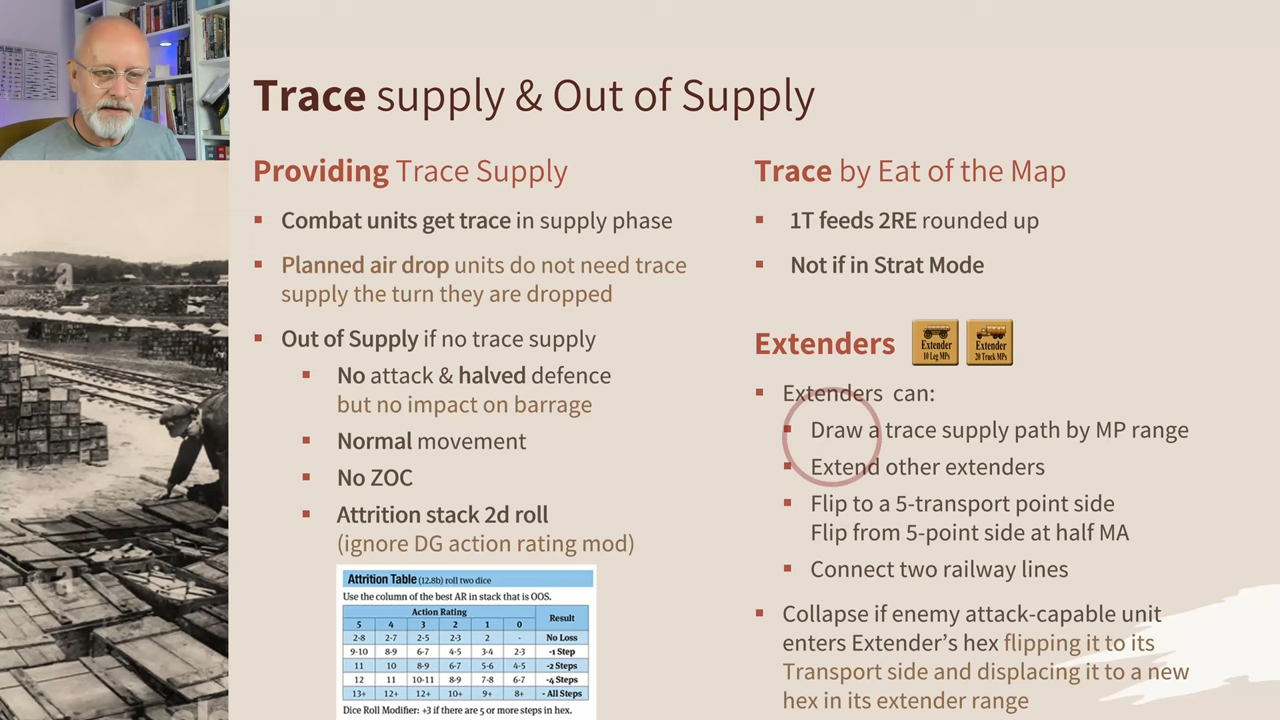 Trace supply & Out of Supply
Providing Trace Supply
Combat units get trace in supply phase
Planned air drop units do not need trace
supply the turn they are dropped
Out of Supply if no trace supply
No attack & halved defence
but no impact on barrage
Normal movement
No ZOC
Attrition stack 2d roll
(ignore DG action rating mod)
Attrition Table (12.8b) roll two dice
Use the column of the best AR in stack that is OOS.
Action Rating Result
5 4 3 2 1 0
2-8 2-7 2-5 2-3 2 - No Loss
9-10 8-9 6-7 4-5 3-4 2-3 -1 Step
11 10 8-9 6-7 5-6 4-5 -2 Steps
12 11 10-11 8-9 7-8 6-7 -4 Steps
13+ 12+ 12+ 10+ 9+ 8+ - All Steps
Dice Roll Modifier: +3 if there are 5 or more steps in hex.
Trace by Eat of the Map
1T feeds 2RE rounded up
Not if in Strat Mode
Extenders
Extender
10 Leg MPs
Extender
20 Truck MPs
Extenders can:
Draw a trace supply path by MP range
Extend other extenders
Flip to a 5-transport point side
Flip from 5-point side at half MA
Connect two railway lines
Collapse if enemy attack-capable unit
enters Extender's hex flipping it to its
Transport side and displacing it to a new
hex in its extender range